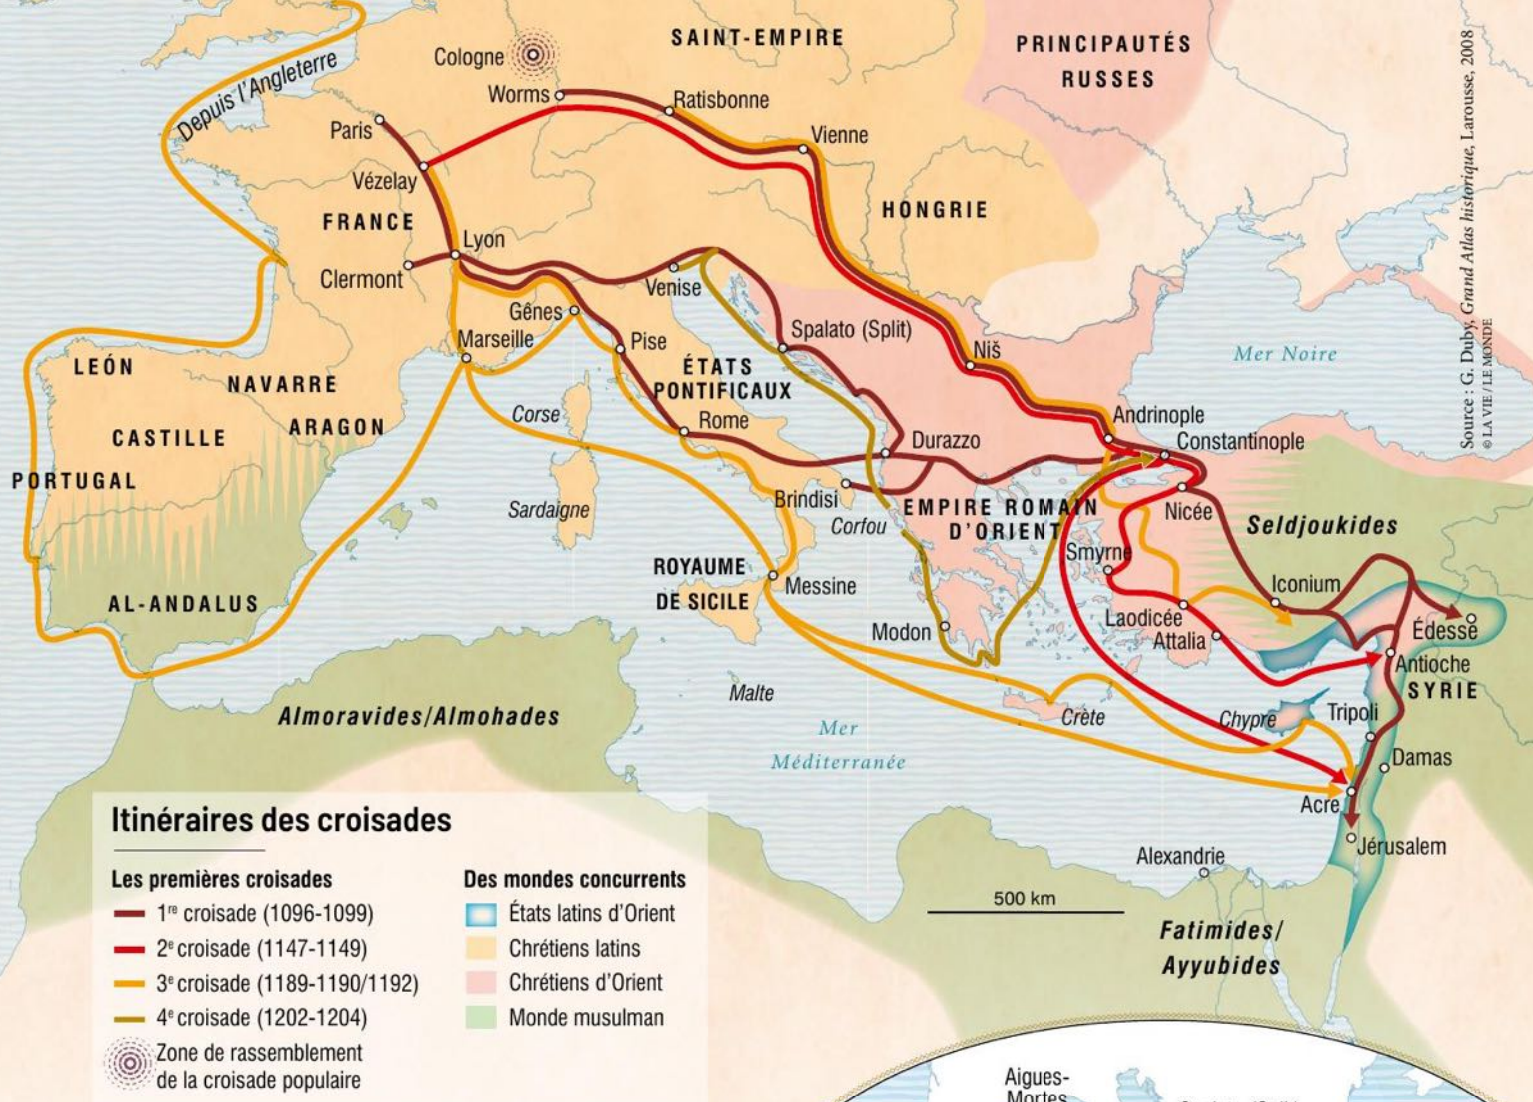 SAINT-EMPIRE
PRINCIPAUTÉS
RUSSES
Cologne
Depuis l'Angleterre
Worms
Ratisbonne
Paris
Vienne
Vézelay
HONGRIE
FRANCE
Lyon
Clermont
Venise
Gênes
Marseille
Pise
Spalato (Split)
Niš
Mer Noire
LEÓN
NAVARRE
ÉTATS
PONTIFICAUX
Corse
Rome
Andrinople
CASTILLE
ARAGON
Durazzo
Constantinople
PORTUGAL
Sardaigne
Brindisi
Corfou
EMPIRE ROMAIN
D'ORIENT
Nicée
Seldjoukides
Smyrne
ROYAUME
DE SICILE
Messine
Iconium
AL-ANDALUS
Modon
Laodicée
Attalia
Édesse
Antioche
SYRIE
Almoravides/Almohades
Malte
Crète
Chypre
Tripoli
Mer
Méditerranée
Damas
Acre
Jérusalem
Alexandrie
500 km
Fatimides/
Ayyubides
Itinéraires des croisades
Les premières croisades
1re croisade (1096-1099)
2e croisade (1147-1149)
3e croisade (1189-1190/1192)
4e croisade (1202-1204)
Zone de rassemblement
de la croisade populaire
Des mondes concurrents
États latins d'Orient
Chrétiens latins
Chrétiens d'Orient
Monde musulman
Aigues-
Mortes
Source : G. Duby, Grand Atlas historique, Larousse, 2008
© LA VIE / LE MONDE